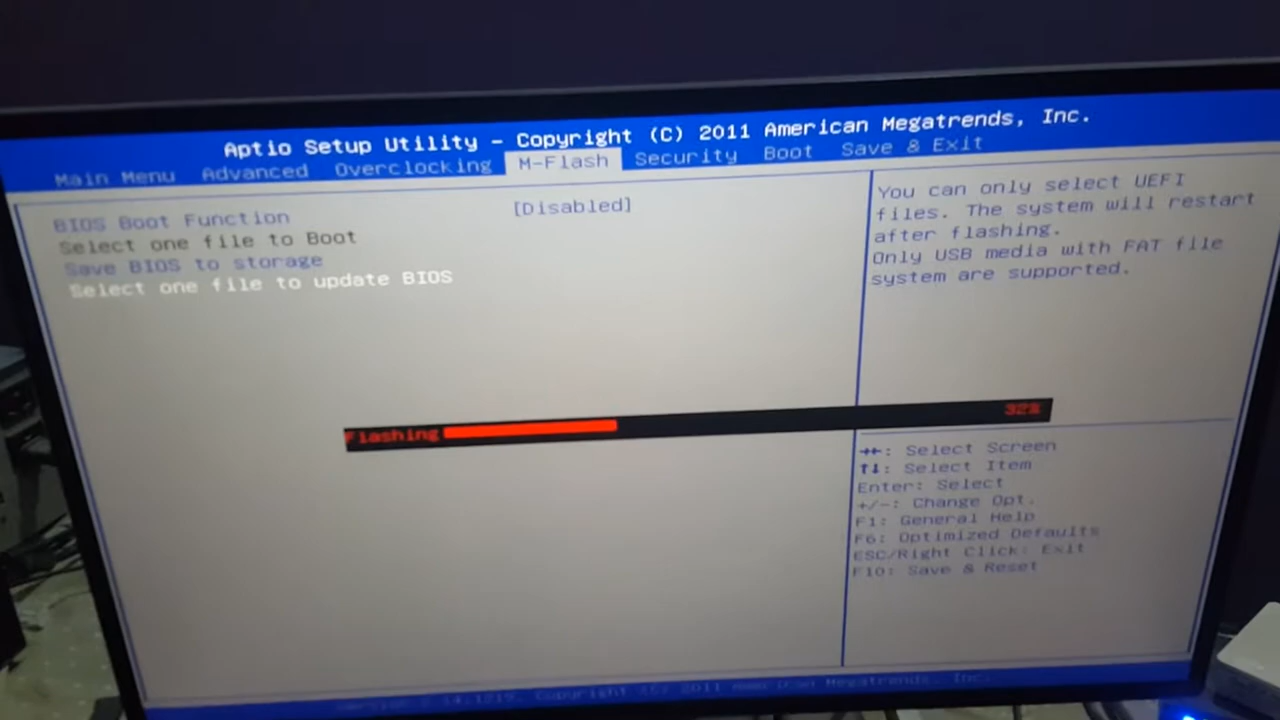 Aptio Setup Utility - Copyright (C) 2011 American Megatrends, Inc.
Main Menu Advanced Overclocking M-Flash Security Boot Save & Exit
BIOS Boot Function [Disabled]
Select one file to Boot
Save BIOS to storage
Select one file to update BIOS
You can only select UEFI
files. The system will restart
after flashing.
Only USB media with FAT file
system are supported.
Flashing 32%
→←: Select Screen
↑↓: Select Item
Enter: Select
+/-: Change Opt.
F1: General Help
F6: Optimized Defaults
ESC/Right Click: Exit
F10: Save & Reset
Copyright (C) 2011 American Megatrends, Inc.